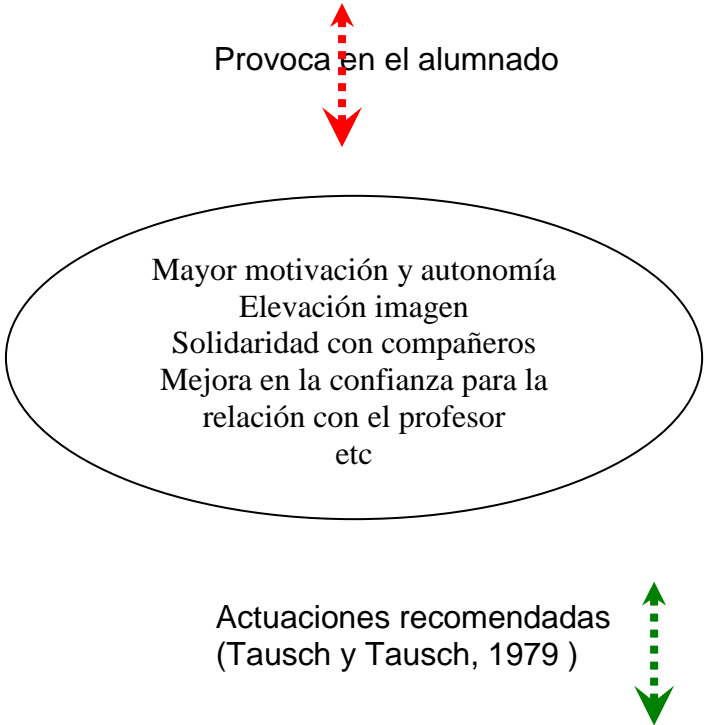 Provoca en el alumnado
Mayor motivación y autonomía
Elevación imagen
Solidaridad con compañeros
Mejora en la confianza para la
relación con el profesor
etc
Actuaciones recomendadas
(Tausch y Tausch, 1979 )